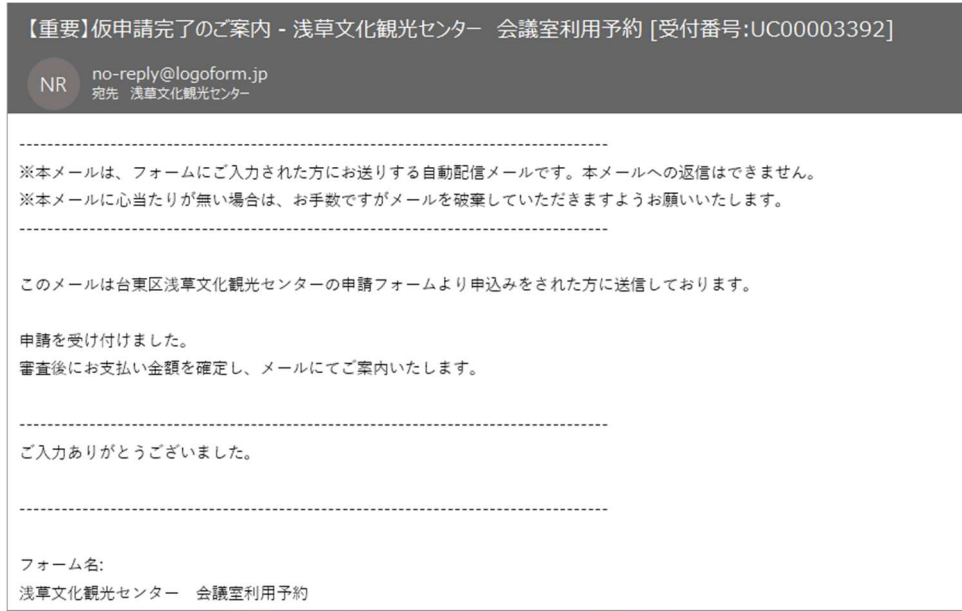 【重要】仮申請完了のご案内 - 浅草文化観光センター　会議室利用予約 [受付番号:UC00003392]
NR
no-reply@logoform.jp
宛先　浅草文化観光センター
------------------------------------------------------------------------------------
※本メールは、フォームにご入力された方にお送りする自動配信メールです。本メールへの返信はできません。
※本メールに心当たりが無い場合は、お手数ですがメールを破棄していただきますようお願いいたします。
------------------------------------------------------------------------------------
このメールは台東区浅草文化観光センターの申請フォームより申込みをされた方に送信しております。
申請を受け付けました。
審査後にお支払い金額を確定し、メールにてご案内いたします。
------------------------------------------------------------------------------------
ご入力ありがとうございました。
------------------------------------------------------------------------------------
フォーム名:
浅草文化観光センター　会議室利用予約